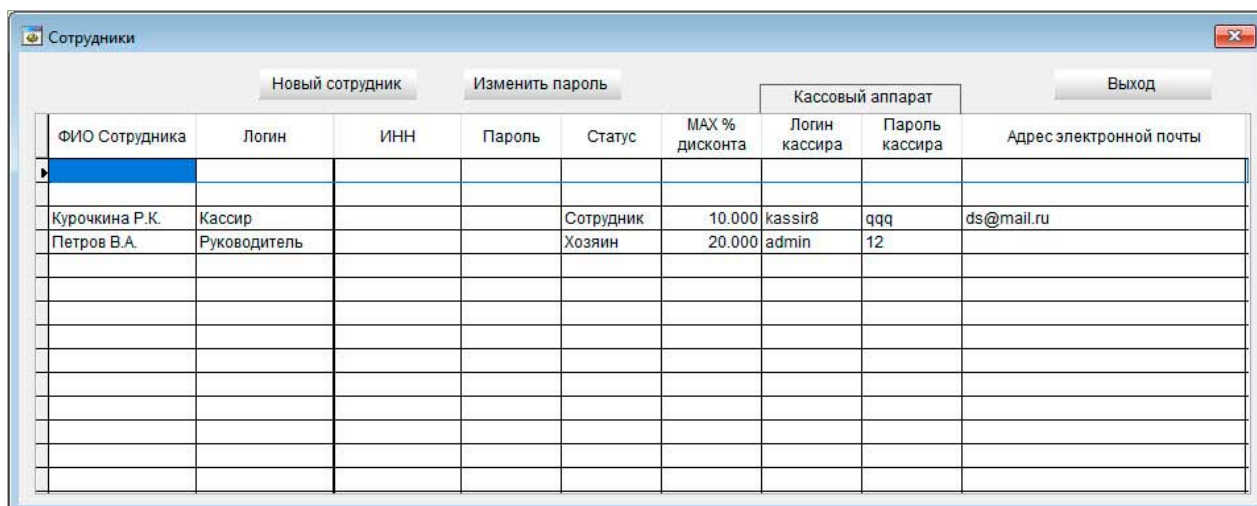 Сотрудники
Новый сотрудник Изменить пароль Выход
Кассовый аппарат
ФИО Сотрудника Логин ИНН Пароль Статус MAX % дисконта Логин кассира Пароль кассира Адрес электронной почты
Курочкина Р.К. Кассир Сотрудник 10.000 kassir8 qqq ds@mail.ru
Петров В.А. Руководитель Хозяин 20.000 admin 12